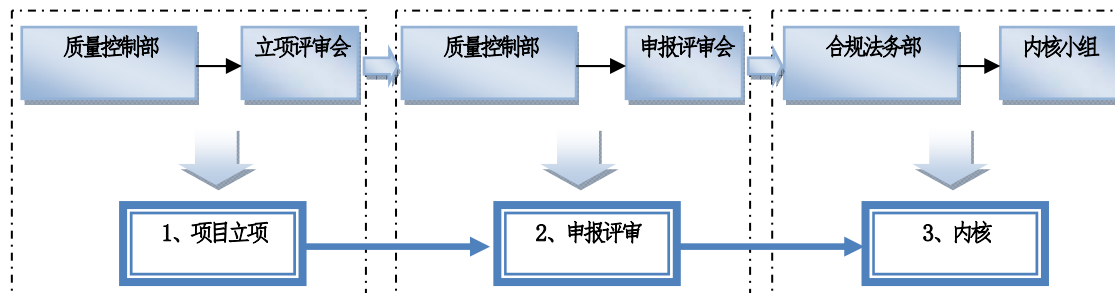 质量控制部
立项评审会
质量控制部
申报评审会
合规法务部
内核小组
1、项目立项
2、申报评审
3、内核